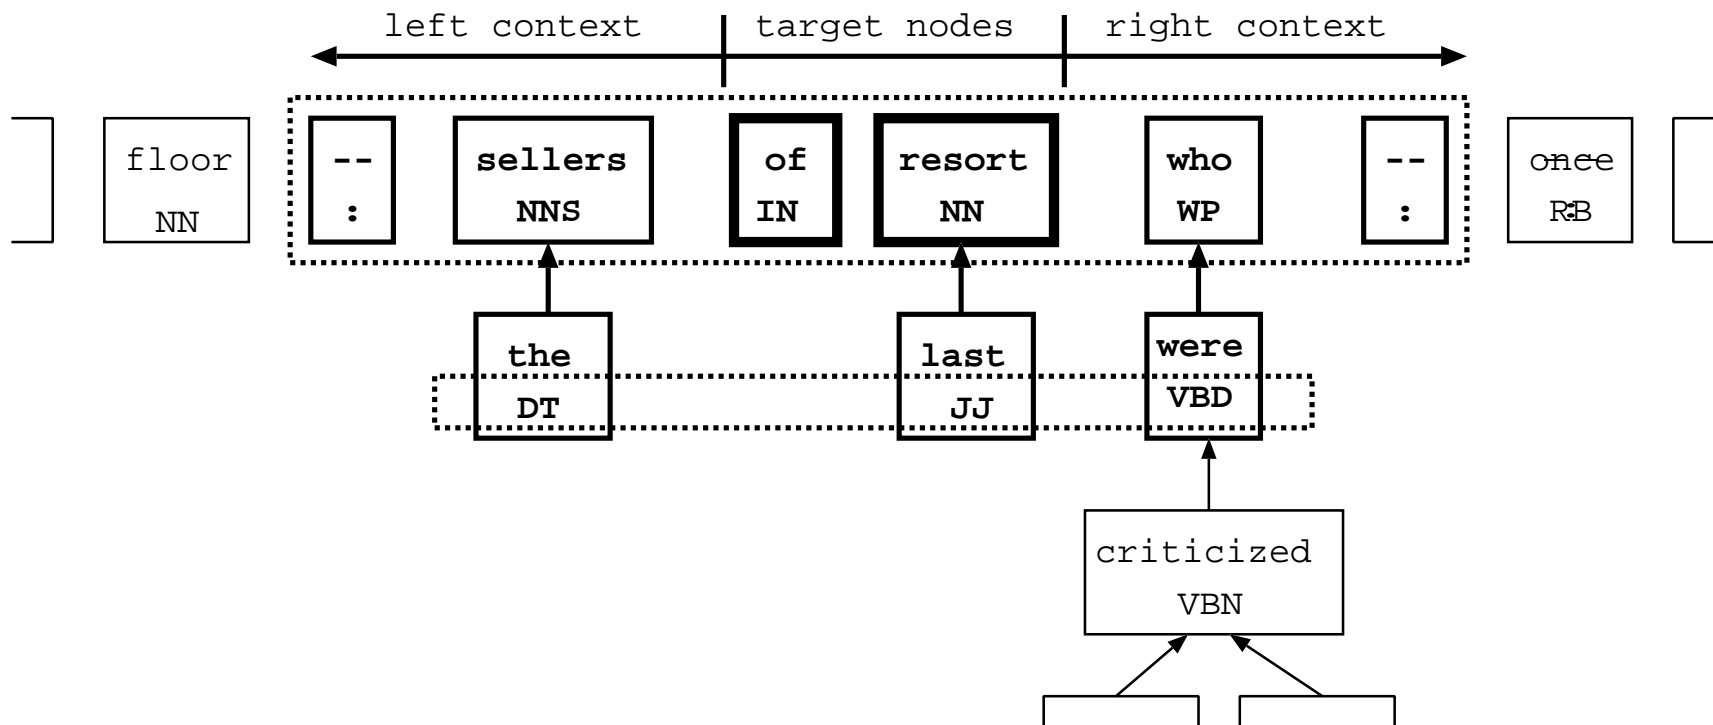 left context target nodes right context
floor -- sellers of resort who -- once
NN : NNS IN NN WP : RB
the last were
DT JJ VBD
criticized
VBN